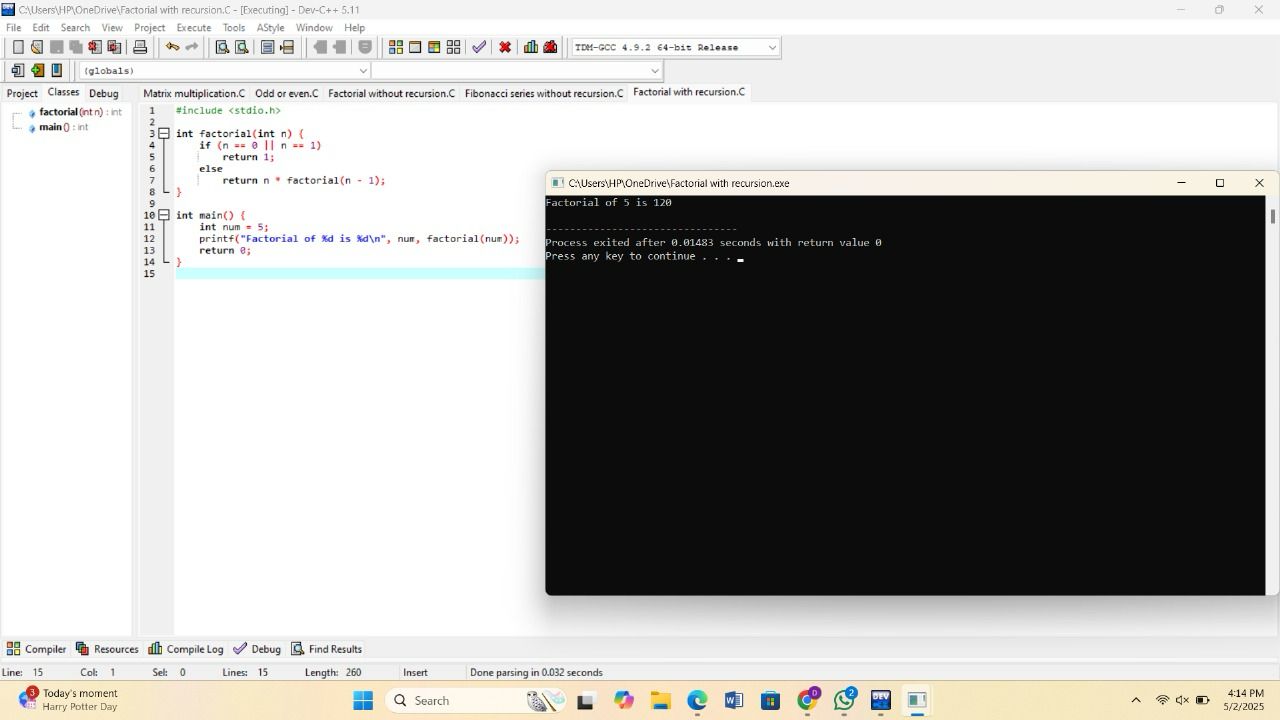 C:\Users\HP\OneDrive\Factorial with recursion.C - [Executing] - Dev-C++ 5.11
File Edit Search View Project Execute Tools AStyle Window Help
TDM-GCC 4.9.2 64-bit Release
(globals)
Project Classes Debug
Matrix multiplication.C Odd or even.C Factorial without recursion.C Fibonacci series without recursion.C Factorial with recursion.C
factorial (int n) : int
main () : int
1 #include <stdio.h>
2
3 int factorial(int n) {
4 if (n == 0 || n == 1)
5 return 1;
6 else
7 return n * factorial(n - 1);
8 }
9
10 int main() {
11 int num = 5;
12 printf("Factorial of %d is %d\n", num, factorial(num));
13 return 0;
14 }
15
C:\Users\HP\OneDrive\Factorial with recursion.exe
Factorial of 5 is 120
--------------------------------
Process exited after 0.01483 seconds with return value 0
Press any key to continue . . .
Compiler Resources Compile Log Debug Find Results
Line: 15 Col: 1 Sel: 0 Lines: 15 Length: 260 Insert Done parsing in 0.032 seconds
3
Today's moment
Harry Potter Day
Search
D
2
DEV
4:14 PM
5/2/2025